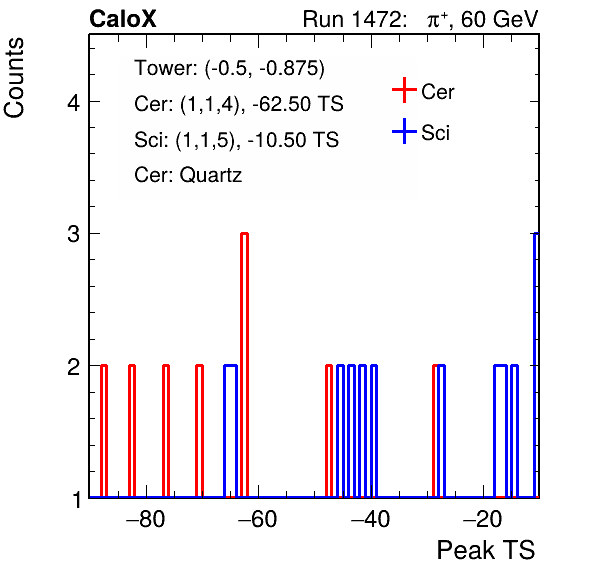 CaloX Run 1472: π⁺, 60 GeV
Counts
Tower: (-0.5, -0.875)
Cer: (1,1,4), -62.50 TS
Sci: (1,1,5), -10.50 TS
Cer: Quartz
Cer
Sci
4
3
2
1
−80 −60 −40 −20
Peak TS